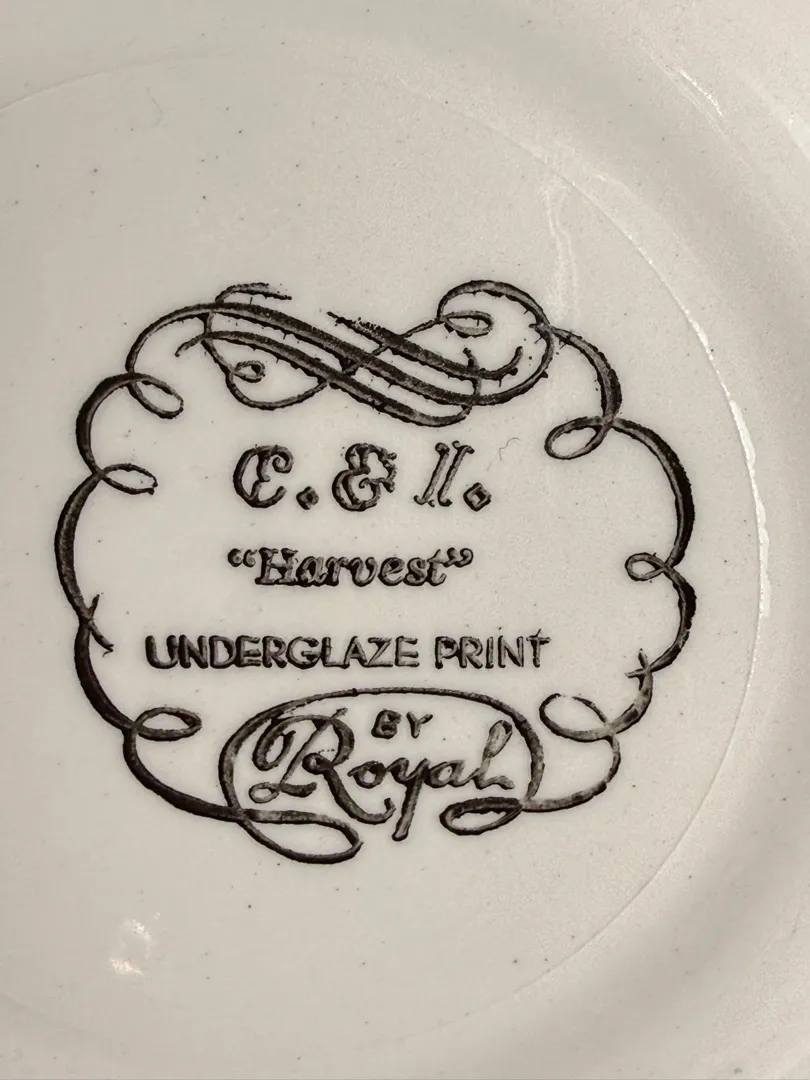 C. & I.
“Harvest”
UNDERGLAZE PRINT
BY
Royal